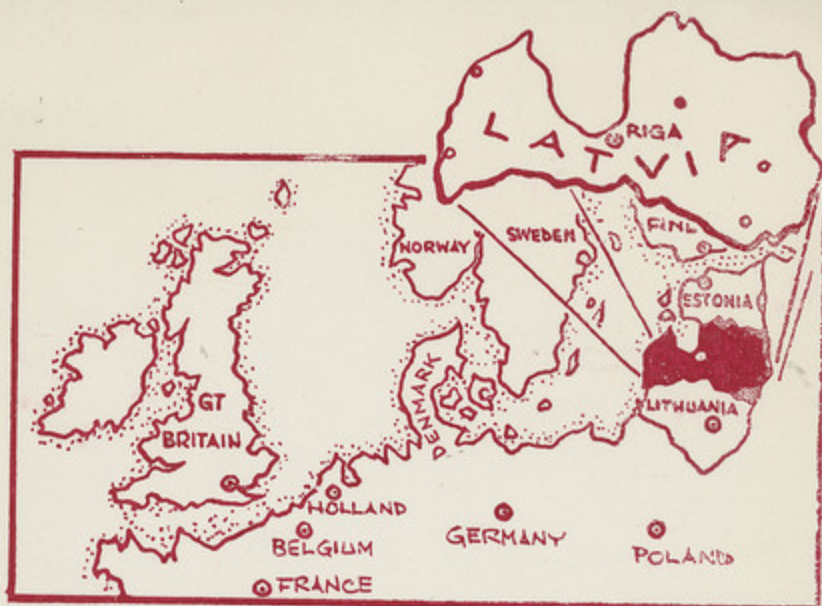 LATVIA
RIGA
NORWAY
SWEDEN
FINL
ESTONIA
DENMARK
LITHUANIA
GT
BRITAIN
HOLLAND
BELGIUM
GERMANY
POLAND
FRANCE